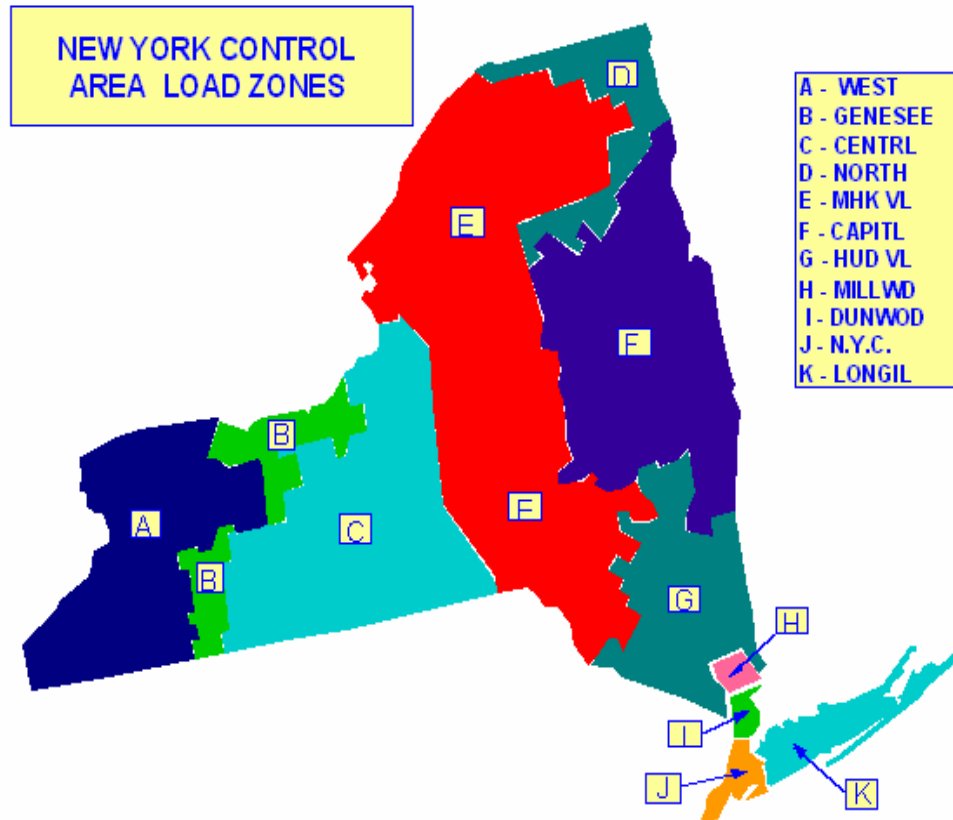 NEW YORK CONTROL
AREA LOAD ZONES
A - WEST
B - GENESEE
C - CENTRL
D - NORTH
E - MHK VL
F - CAPITL
G - HUD VL
H - MILLWD
I - DUNWOD
J - N.Y.C.
K - LONGIL
D
E
F
B
A
C
E
B
G
H
I
J
K